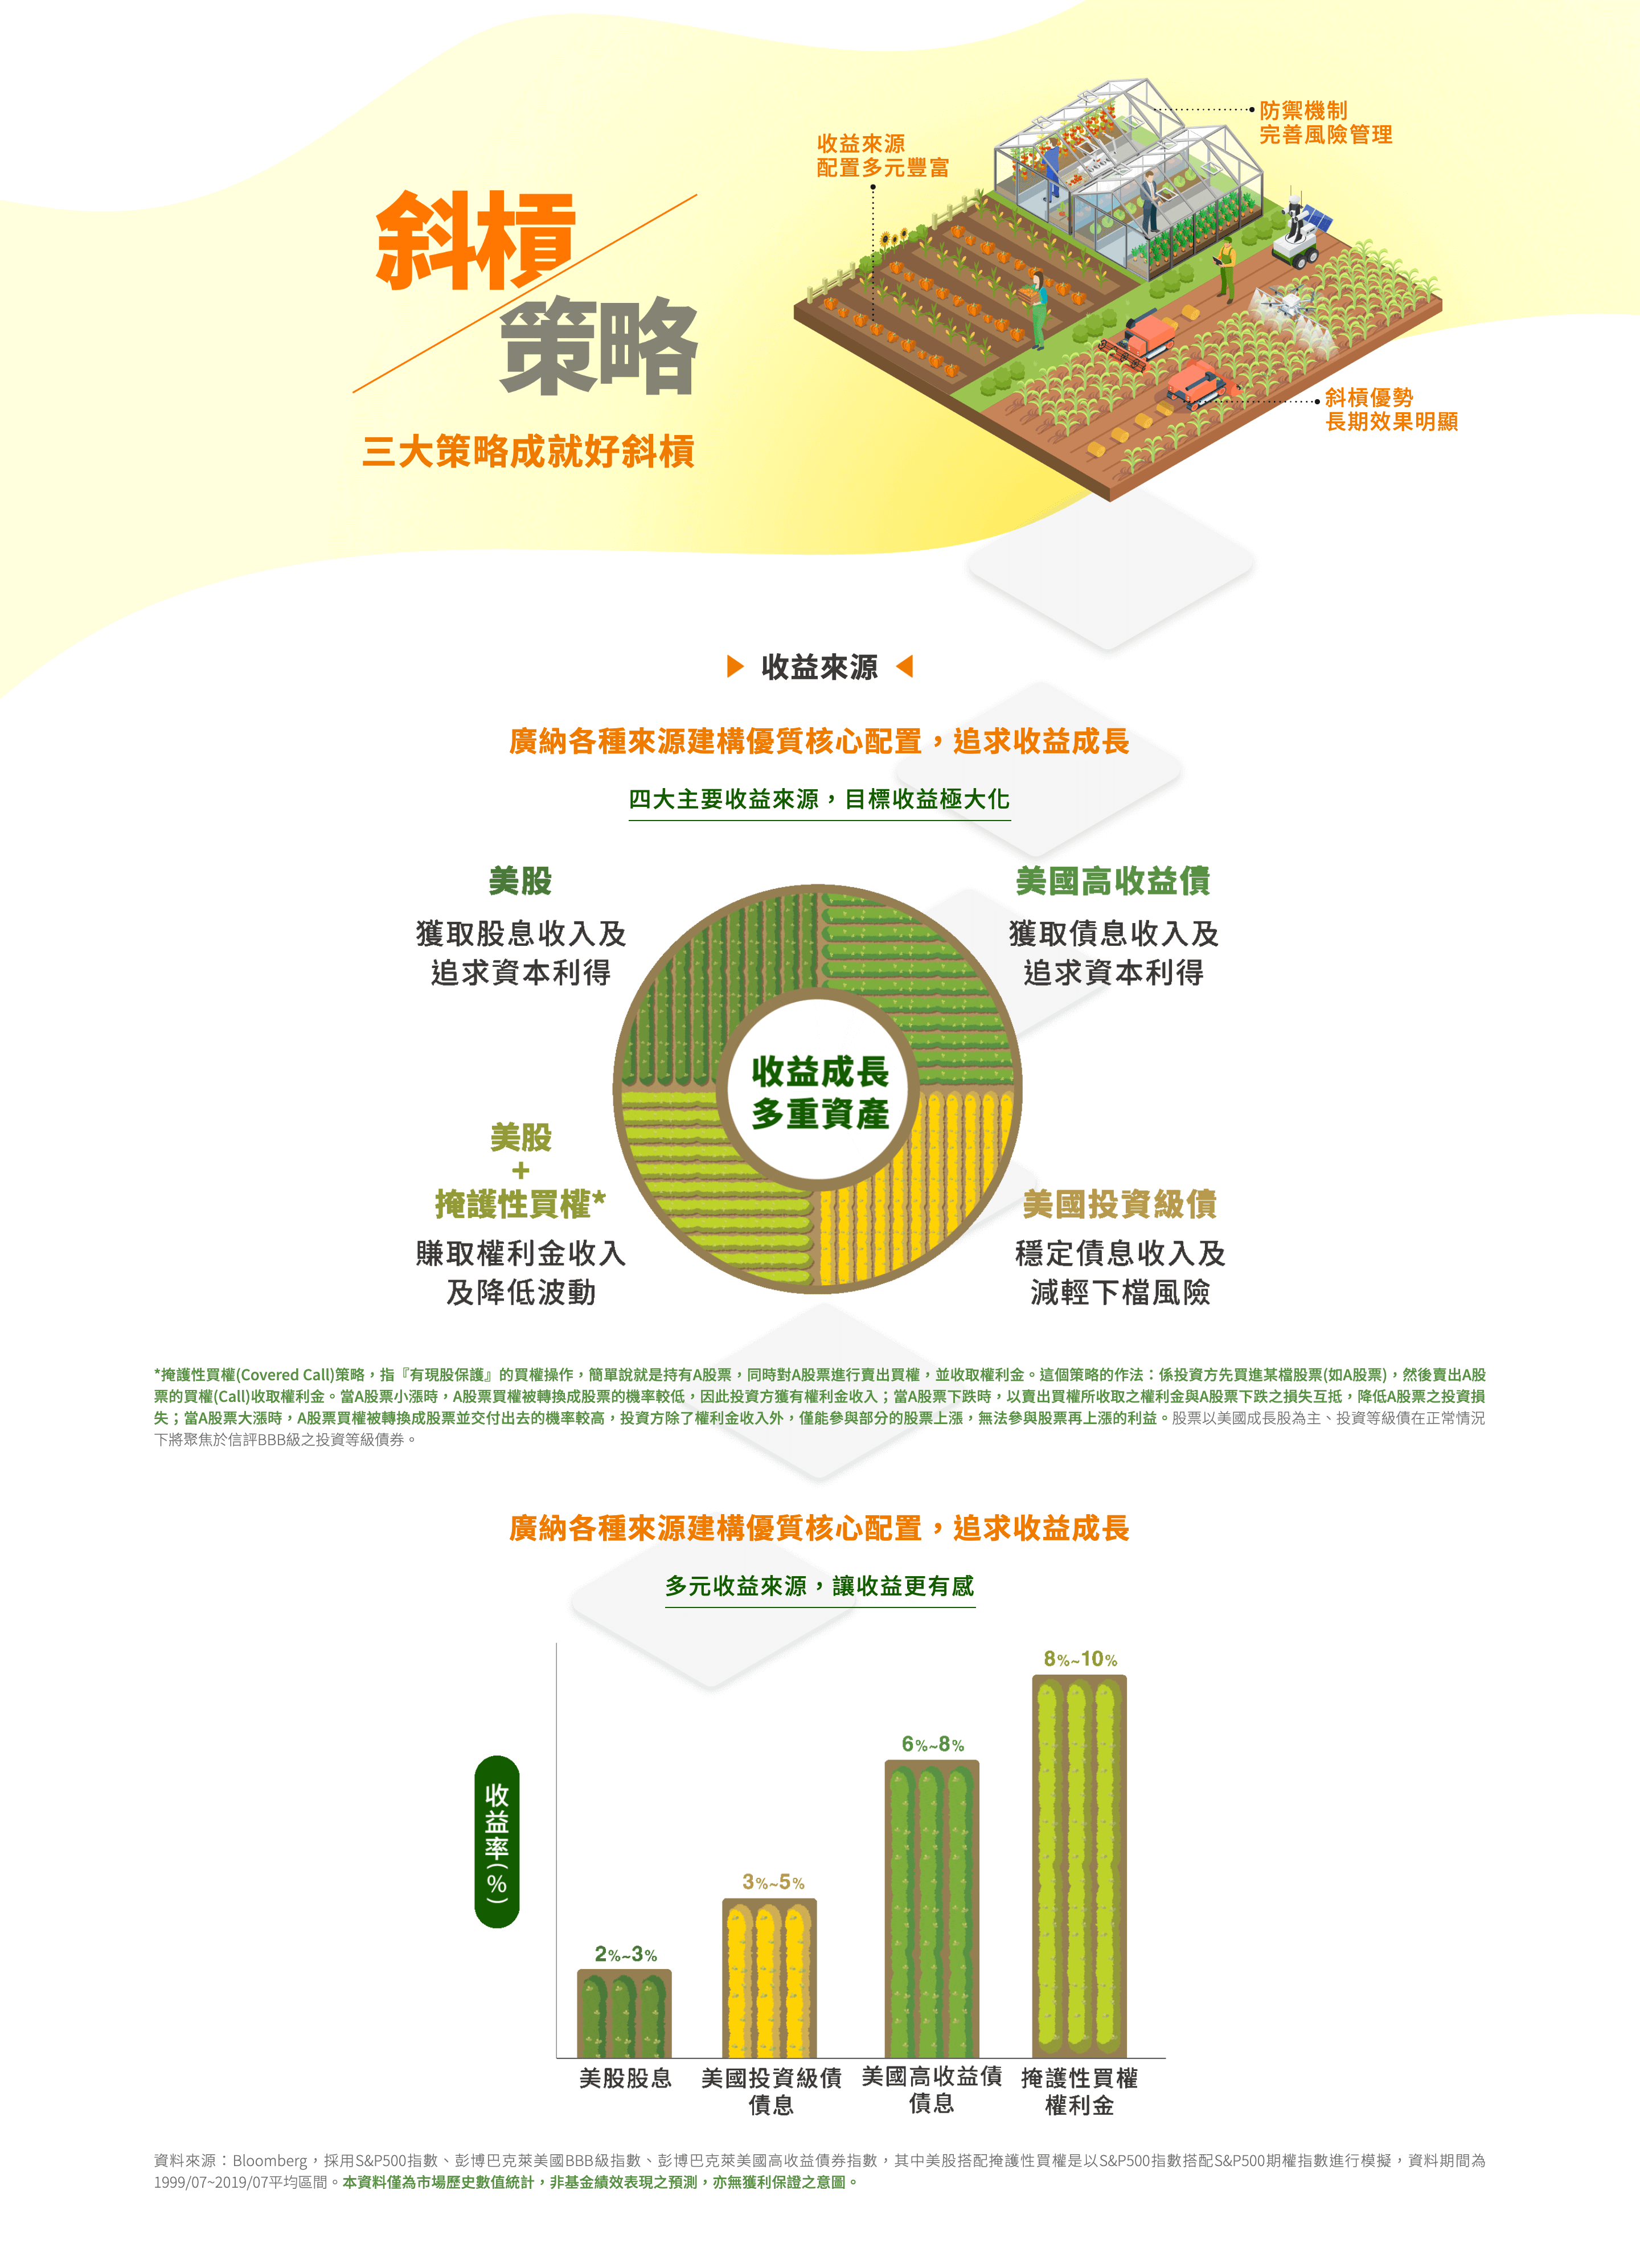 斜槓
策略
三大策略成就好斜槓
收益來源
配置多元豐富
防禦機制
完善風險管理
斜槓優勢
長期效果明顯
收益來源
廣納各種來源建構優質核心配置，追求收益成長
四大主要收益來源，目標收益極大化
美股
獲取股息收入及
追求資本利得
美國高收益債
獲取債息收入及
追求資本利得
收益成長
多重資產
美股
+
掩護性買權*
賺取權利金收入
及降低波動
美國投資級債
穩定債息收入及
減輕下檔風險
*掩護性買權(Covered Call)策略，指『有現股保護』的買權操作，簡單說就是持有A股票，同時對A股票進行賣出買權，並收取權利金。這個策略的作法：係投資方先買進某檔股票(如A股票)，然後賣出A股
票的買權(Call)收取權利金。當A股票小漲時，A股票買權被轉換成股票的機率較低，因此投資方獲有權利金收入；當A股票下跌時，以賣出買權所收取之權利金與A股票下跌之損失互抵，降低A股票之投資損
失；當A股票大漲時，A股票買權被轉換成股票並交付出去的機率較高，投資方除了權利金收入外，僅能參與部分的股票上漲，無法參與股票再上漲的利益。股票以美國成長股為主、投資等級債在正常情況
下將聚焦於信評BBB級之投資等級債券。
廣納各種來源建構優質核心配置，追求收益成長
多元收益來源，讓收益更有感
收益率(%)
2%~3%
3%~5%
6%~8%
8%~10%
美股股息
美國投資級債
債息
美國高收益債
債息
掩護性買權
權利金
資料來源：Bloomberg，採用S&P500指數、彭博巴克萊美國BBB級指數、彭博巴克萊美國高收益債券指數，其中美股搭配掩護性買權是以S&P500指數搭配S&P500期權指數進行模擬，資料期間為
1999/07~2019/07平均區間。本資料僅為市場歷史數值統計，非基金績效表現之預測，亦無獲利保證之意圖。